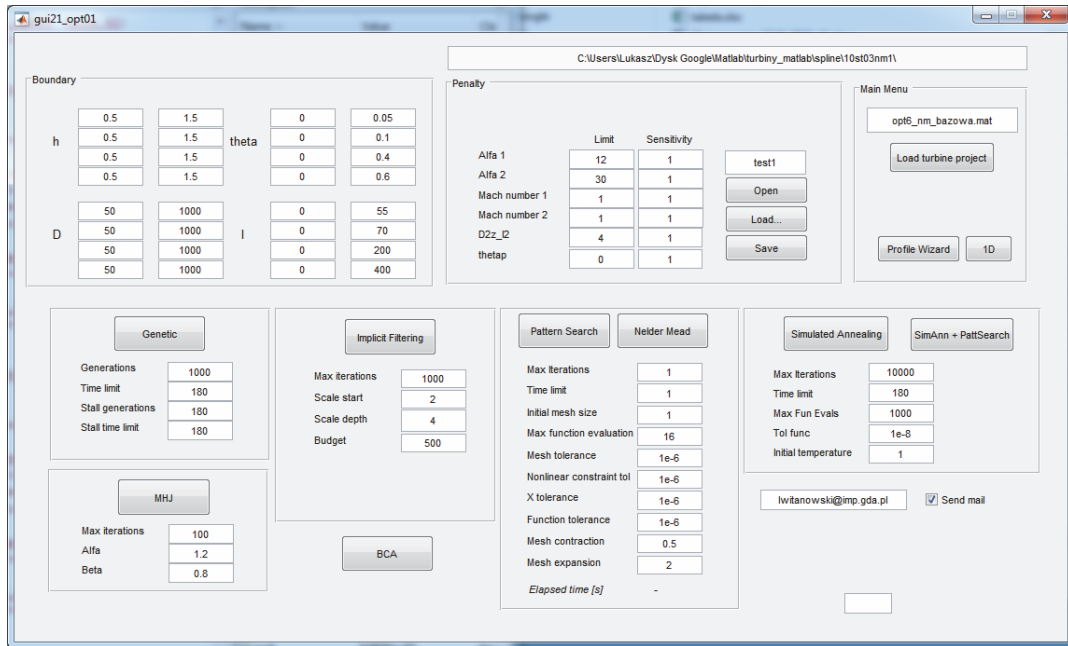 gui21_opt01
C:\Users\Lukasz\Dysk Google\Matlab\turbiny_matlab\spline\10st03nm1\
Boundary
h
0.5 1.5
0.5 1.5
0.5 1.5
0.5 1.5
theta
0 0.05
0 0.1
0 0.4
0 0.6
D
50 1000
50 1000
50 1000
50 1000
l
0 55
0 70
0 200
0 400
Penalty
Limit Sensitivity
Alfa 1 12 1
Alfa 2 30 1
Mach number 1 1 1
Mach number 2 1 1
D2z_l2 4 1
thetap 0 1
test1
Open
Load...
Save
Main Menu
opt6_nm_bazowa.mat
Load turbine project
Profile Wizard 1D
Genetic
Generations 1000
Time limit 180
Stall generations 180
Stall time limit 180
MHJ
Max iterations 100
Alfa 1.2
Beta 0.8
Implicit Filtering
Max iterations 1000
Scale start 2
Scale depth 4
Budget 500
BCA
Pattern Search Nelder Mead
Max Iterations 1
Time limit 1
Initial mesh size 1
Max function evaluation 16
Mesh tolerance 1e-6
Nonlinear constraint tol 1e-6
X tolerance 1e-6
Function tolerance 1e-6
Mesh contraction 0.5
Mesh expansion 2
Elapsed time [s] -
Simulated Annealing SimAnn + PattSearch
Max Iterations 10000
Time limit 180
Max Fun Evals 1000
Tol func 1e-8
Initial temperature 1
lwitanowski@imp.gda.pl Send mail